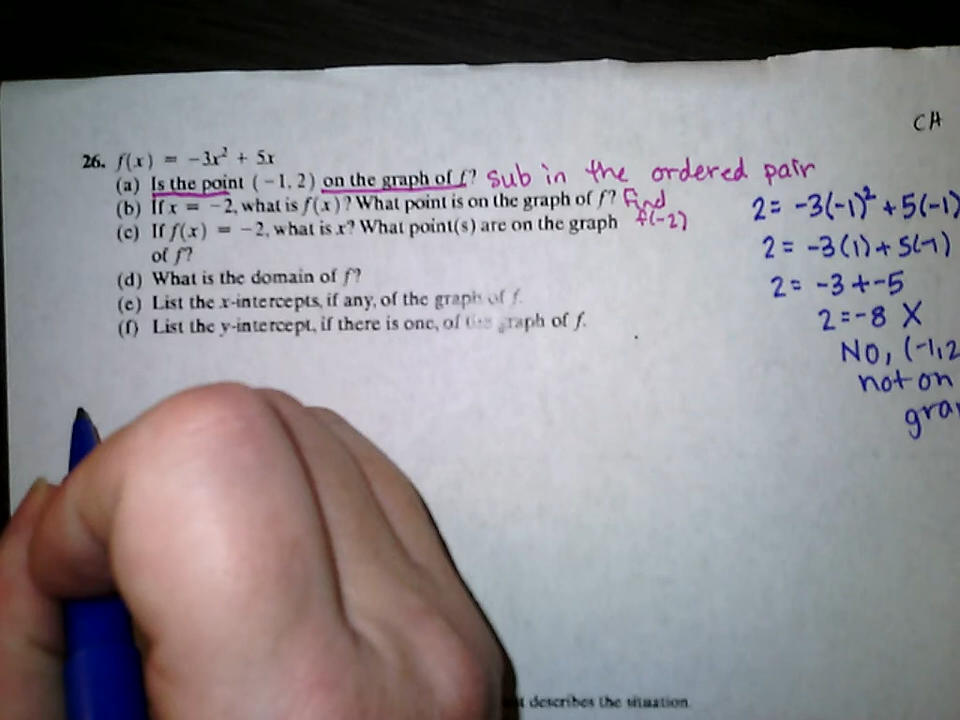 CH
26. f(x) = -3x² + 5x
(a) Is the point (-1, 2) on the graph of f? Sub in the ordered pair
(b) If x = -2, what is f(x)? What point is on the graph of f? Find f(-2)
(c) If f(x) = -2, what is x? What point(s) are on the graph
of f?
(d) What is the domain of f?
(e) List the x-intercepts, if any, of the graph of f.
(f) List the y-intercept, if there is one, of the graph of f.
2 = -3(-1)² + 5(-1)
2 = -3(1) + 5(-1)
2 = -3 + -5
2 = -8 X
No, (-1,2
not on
describes the situation